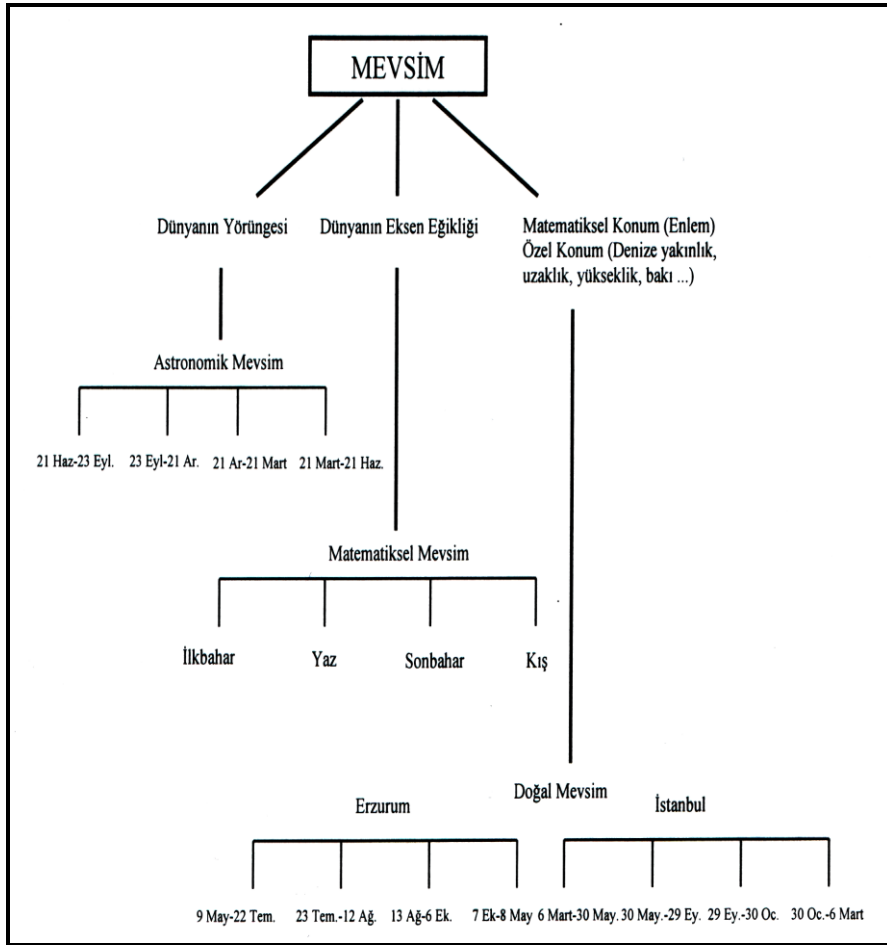 MEVSİM
Dünyanın Yörüngesi
Dünyanın Eksen Eğikliği
Matematiksel Konum (Enlem)
Özel Konum (Denize yakınlık,
uzaklık, yükseklik, bakı ...)
Astronomik Mevsim
21 Haz-23 Eyl.
23 Eyl-21 Ar.
21 Ar-21 Mart
21 Mart-21 Haz.
Matematiksel Mevsim
İlkbahar
Yaz
Sonbahar
Kış
Doğal Mevsim
Erzurum
İstanbul
9 May-22 Tem.
23 Tem.-12 Ağ.
13 Ağ-6 Ek.
7 Ek-8 May
6 Mart-30 May.
30 May.-29 Ey.
29 Ey.-30 Oc.
30 Oc.-6 Mart